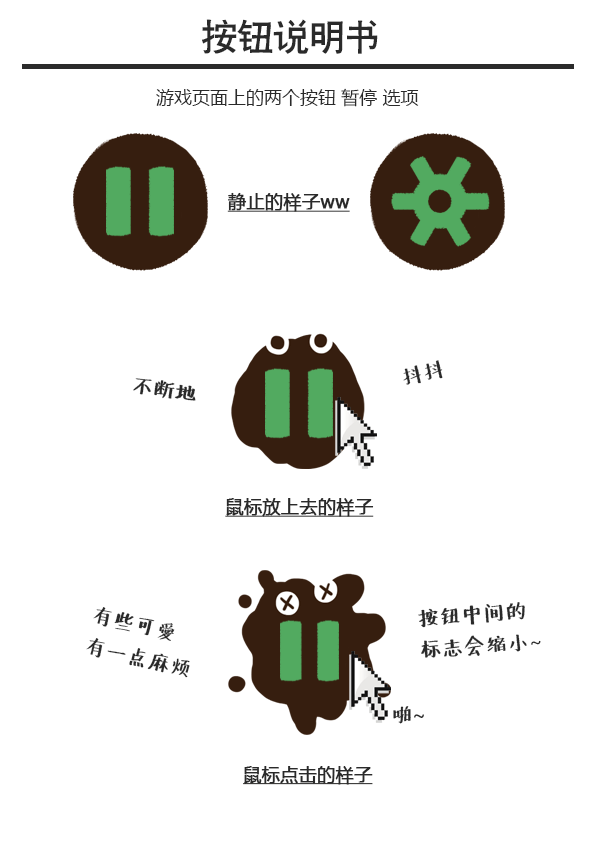 按钮说明书
游戏页面上的两个按钮 暂停 选项
静止的样子ww
不断地
抖抖
鼠标放上去的样子
有些可愛
有一点麻烦
按钮中间的
标志会缩小~
啪~
鼠标点击的样子